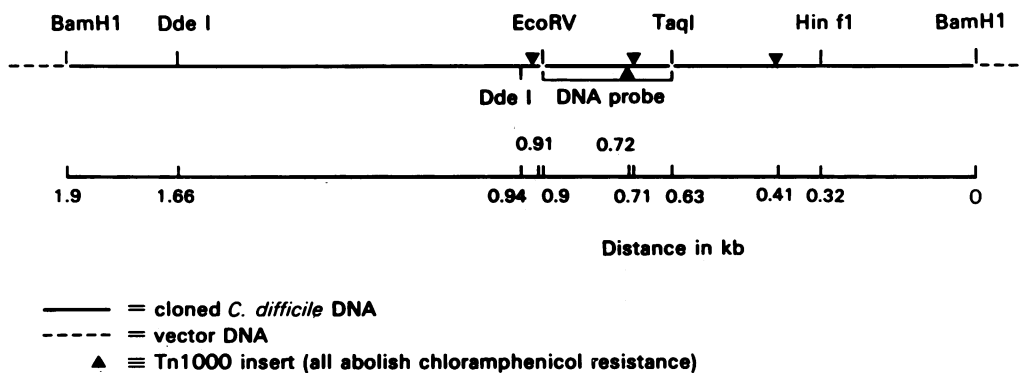 BamH1 Dde I EcoRV TaqI Hin f1 BamH1
Dde I DNA probe
0.91 0.72
1.9 1.66 0.94 0.9 0.71 0.63 0.41 0.32 0
Distance in kb
= cloned C. difficile DNA
= vector DNA
≡ Tn1000 insert (all abolish chloramphenicol resistance)